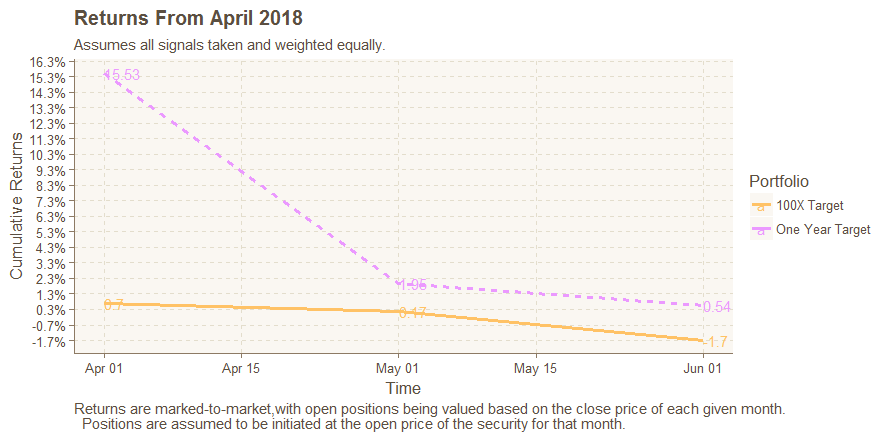 Returns From April 2018
Assumes all signals taken and weighted equally.
16.3%
15.3%
14.3%
13.3%
12.3%
11.3%
10.3%
9.3%
8.3%
7.3%
6.3%
5.3%
4.3%
3.3%
2.3%
1.3%
0.3%
-0.7%
-1.7%
Cumulative Returns
15.53
1.95
0.54
0.7
0.17
-1.7
Apr 01
Apr 15
May 01
May 15
Jun 01
Time
Portfolio
a 100X Target
a One Year Target
Returns are marked-to-market,with open positions being valued based on the close price of each given month.
Positions are assumed to be initiated at the open price of the security for that month.